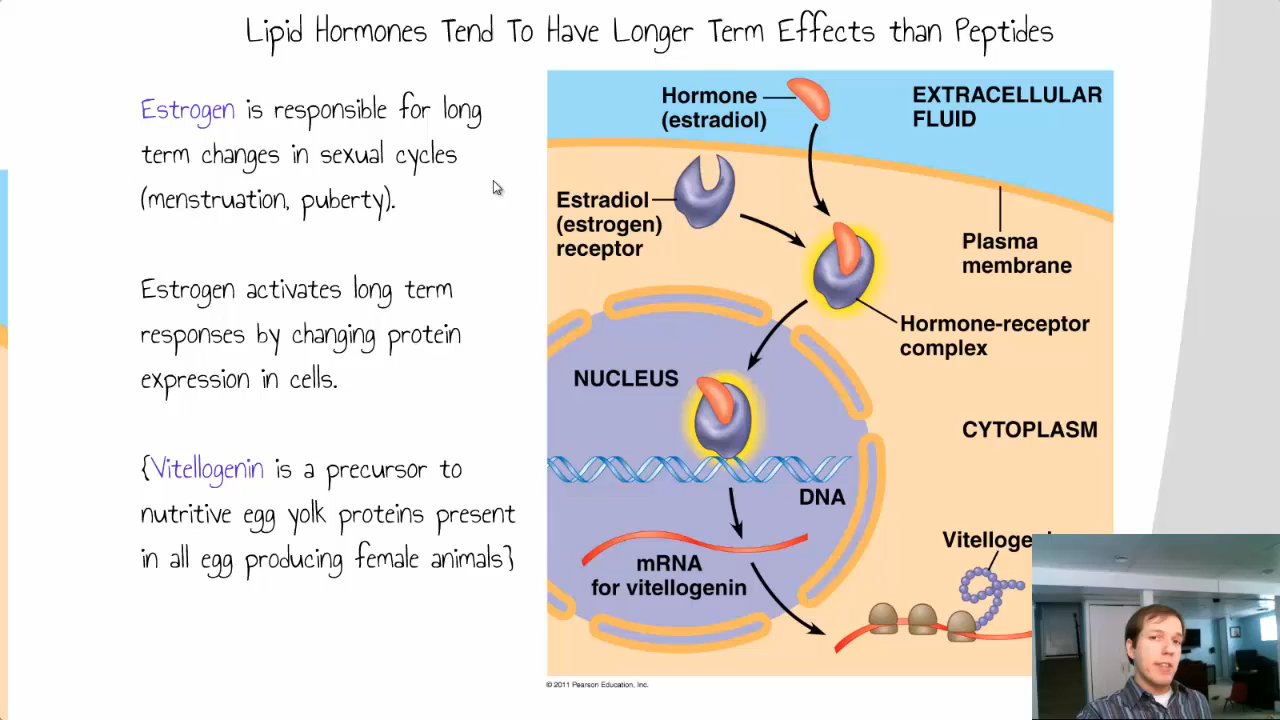 Lipid Hormones Tend To Have Longer Term Effects than Peptides
Estrogen is responsible for long
term changes in sexual cycles
(menstruation, puberty).
Estrogen activates long term
responses by changing protein
expression in cells.
{Vitellogenin is a precursor to
nutritive egg yolk proteins present
in all egg producing female animals}
Hormone
(estradiol)
EXTRACELLULAR
FLUID
Estradiol
(estrogen)
receptor
Plasma
membrane
Hormone-receptor
complex
NUCLEUS
CYTOPLASM
DNA
mRNA
for vitellogenin
© 2011 Pearson Education, Inc.